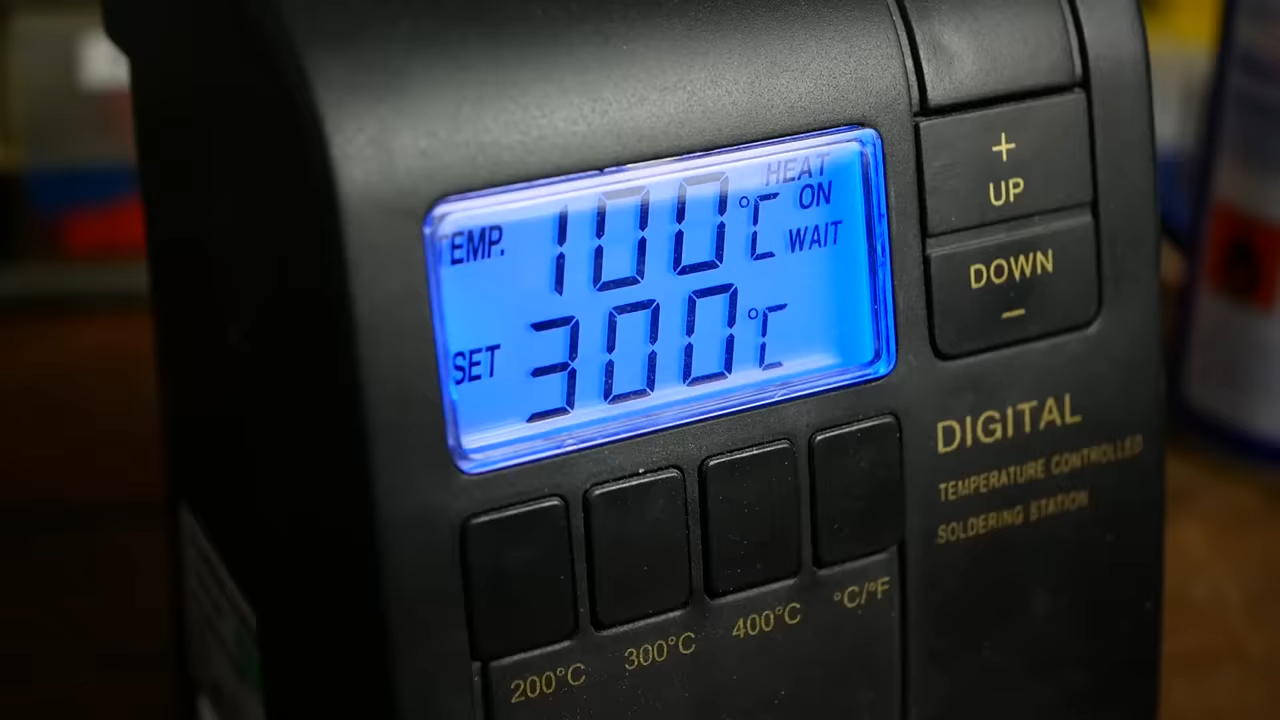 TEMP. 100°C HEAT ON WAIT
SET 300°C
+
UP
DOWN
−
DIGITAL
TEMPERATURE CONTROLLED
SOLDERING STATION
200°C 300°C 400°C °C/°F